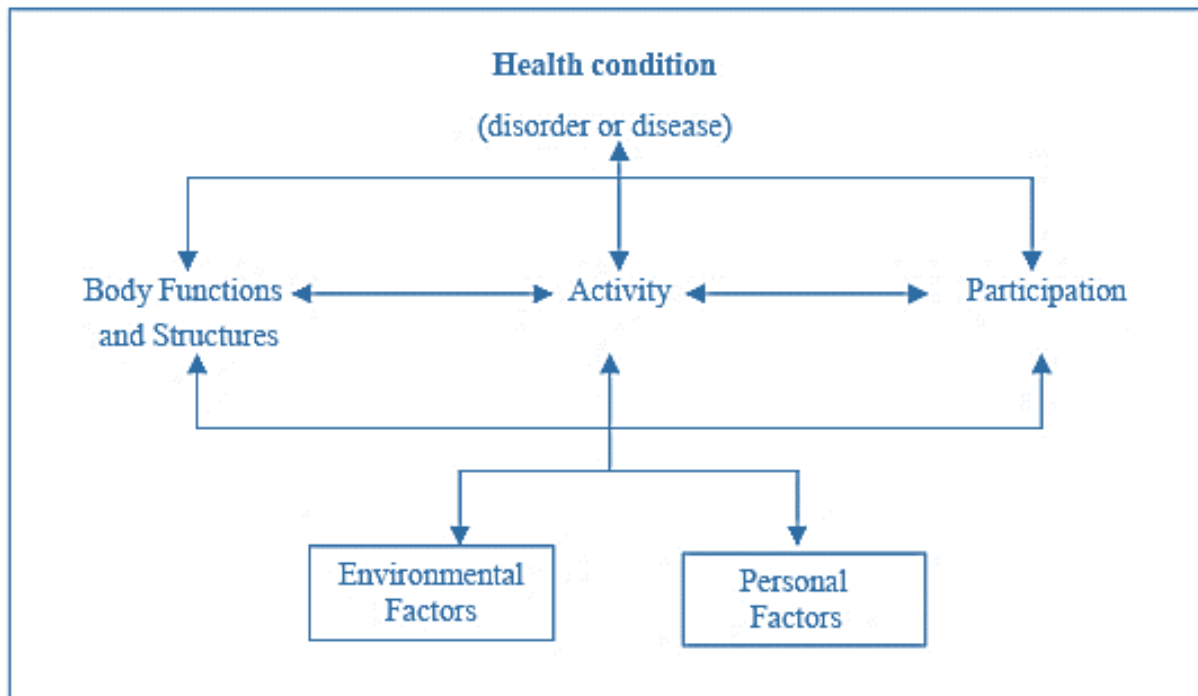 Health condition
(disorder or disease)
Body Functions
and Structures
Activity
Participation
Environmental
Factors
Personal
Factors